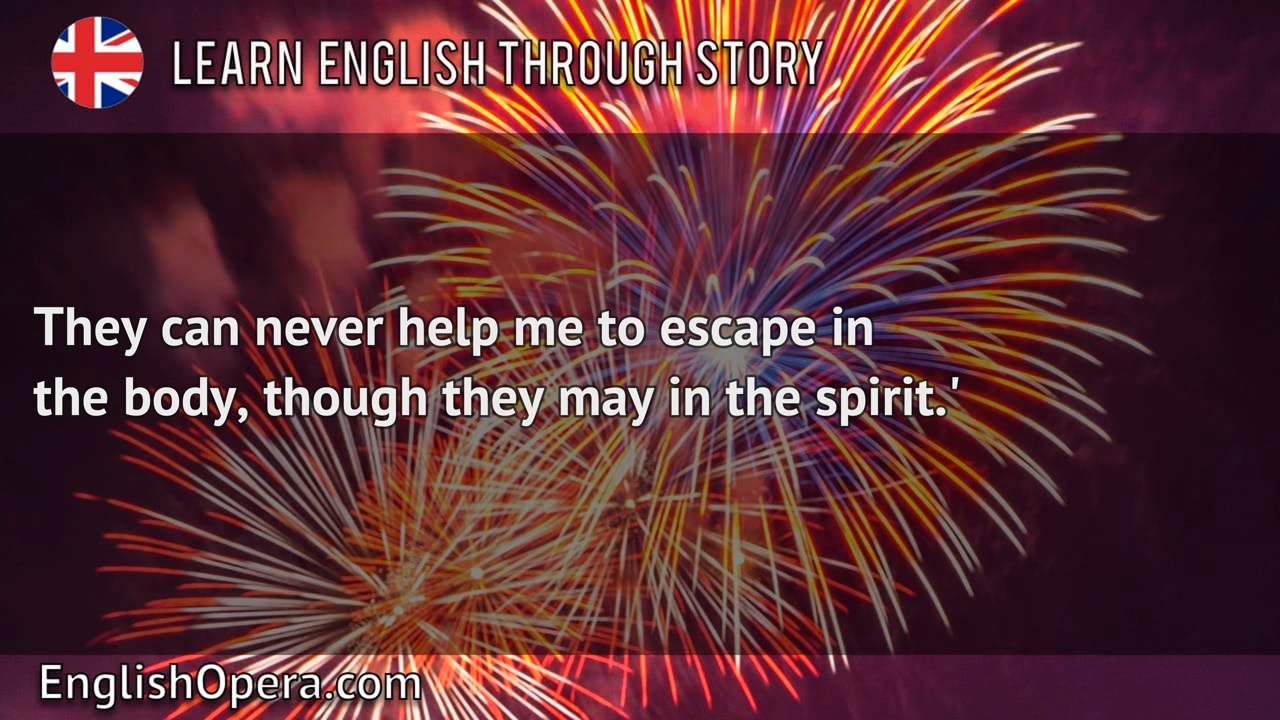 LEARN ENGLISH THROUGH STORY
They can never help me to escape in
the body, though they may in the spirit.'
EnglishOpera.com